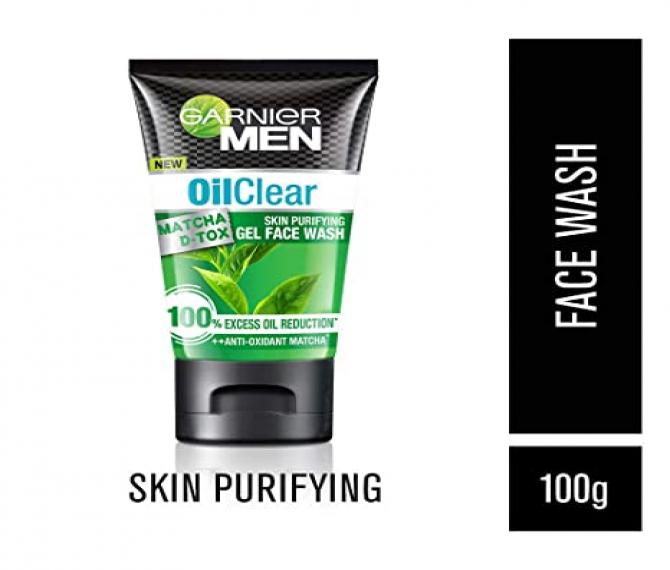 GARNIER
MEN
NEW
OilClear
MATCHA
D-TOX
SKIN PURIFYING
GEL FACE WASH
100% EXCESS OIL REDUCTION**
++ANTI-OXIDANT MATCHA
SKIN PURIFYING
FACE WASH
100g